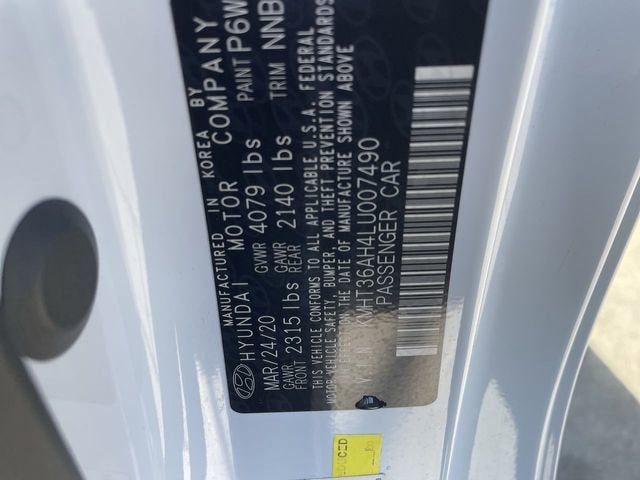 MANUFACTURED IN KOREA BY
HYUNDAI MOTOR COMPANY
MAR/24/20 GVWR 4079 lbs PAINT P6W
GAWR FRONT 2315 lbs GAWR REAR 2140 lbs TRIM NNB
THIS VEHICLE CONFORMS TO ALL APPLICABLE U.S.A. FEDERAL
MOTOR VEHICLE SAFETY, BUMPER, AND THEFT PREVENTION STANDARDS
IN EFFECT ON THE DATE OF MANUFACTURE SHOWN ABOVE
V.I.N. KMHT36AH4LU007490
PASSENGER CAR